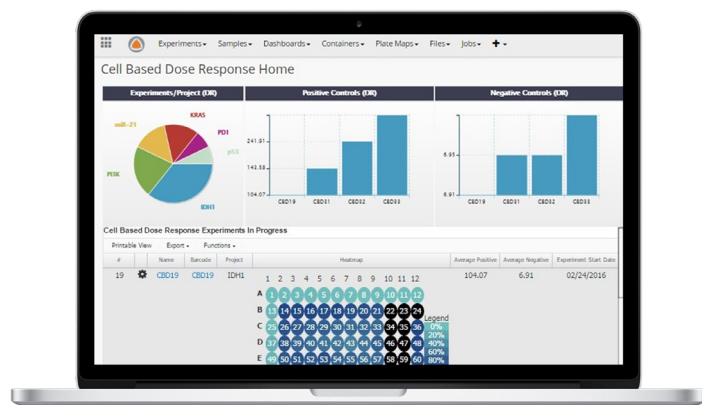 Experiments Samples Dashboards Containers Plate Maps Files Jobs +
Cell Based Dose Response Home
Experiments/Project (DR) Positive Controls (DR) Negative Controls (DR)
miR-21
KRAS
PD1
p53
PI3K
IDH1
241.91
143.58
104.07
CBD19 CBD31 CBD32 CBD33
6.95
6.91
CBD19 CBD31 CBD32 CBD33
Cell Based Dose Response Experiments In Progress
Printable View Export Functions
# Name Barcode Project Heatmap Average Positive Average Negative Experiment Start Date
19 CBD19 CBD19 IDH1 104.07 6.91 02/24/2016
1 2 3 4 5 6 7 8 9 10 11 12
A 1 2 3 4 5 6 7 8 9 10 11 12
B 13 14 15 16 17 18 19 20 21 22 23 24
Legend
C 25 26 27 28 29 30 31 32 33 34 35 36 0%
20%
D 37 38 39 40 41 42 43 44 45 46 47 48 40%
60%
E 49 50 51 52 53 54 55 56 57 58 59 60 80%